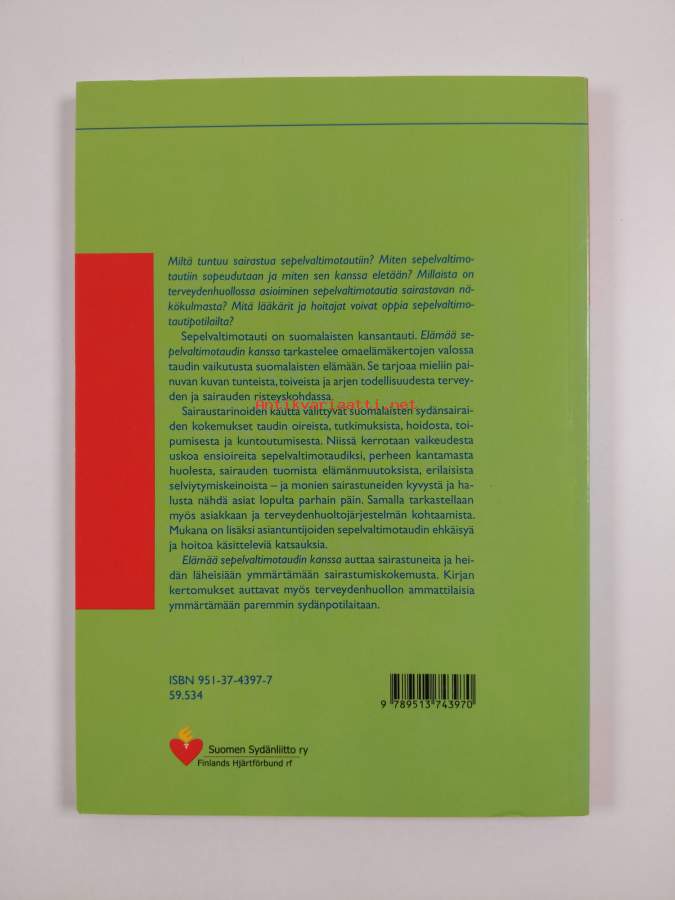 Miltä tuntuu sairastua sepelvaltimotautiin? Miten sepelvaltimo-
tautiin sopeudutaan ja miten sen kanssa eletään? Millaista on
terveydenhuollossa asioiminen sepelvaltimotautia sairastavan nä-
kökulmasta? Mitä lääkärit ja hoitajat voivat oppia sepelvaltimo-
tautipotilailta?
Sepelvaltimotauti on suomalaisten kansantauti. Elämää se-
pelvaltimotaudin kanssa tarkastelee omaelämäkertojen valossa
taudin vaikutusta suomalaisten elämään. Se tarjoaa mieliin pai-
nuvan kuvan tunteista, toiveista ja arjen todellisuudesta tervey-
den ja sairauden risteyskohdassa.
Antikvariaatti.net
Sairaustarinoiden kautta välittyvät suomalaisten sydänsairai-
den kokemukset taudin oireista, tutkimuksista, hoidosta, toi-
pumisesta ja kuntoutumisesta. Niissä kerrotaan vaikeudesta
uskoa ensioireita sepelvaltimotaudiksi, perheen kantamasta
huolesta, sairauden tuomista elämänmuutoksista, erilaisista
selviytymiskeinoista – ja monien sairastuneiden kyvystä ja ha-
lusta nähdä asiat lopulta parhain päin. Samalla tarkastellaan
myös asiakkaan ja terveydenhuoltojärjestelmän kohtaamista.
Mukana on lisäksi asiantuntijoiden sepelvaltimotaudin ehkäisyä
ja hoitoa käsitteleviä katsauksia.
Elämää sepelvaltimotaudin kanssa auttaa sairastuneita ja hei-
dän läheisiään ymmärtämään sairastumiskokemusta. Kirjan
kertomukset auttavat myös terveydenhuollon ammattilaisia
ymmärtämään paremmin sydänpotilaitaan.
ISBN 951-37-4397-7
59.534
9 789513 743970
Suomen Sydänliitto ry
Finlands Hjärtförbund rf